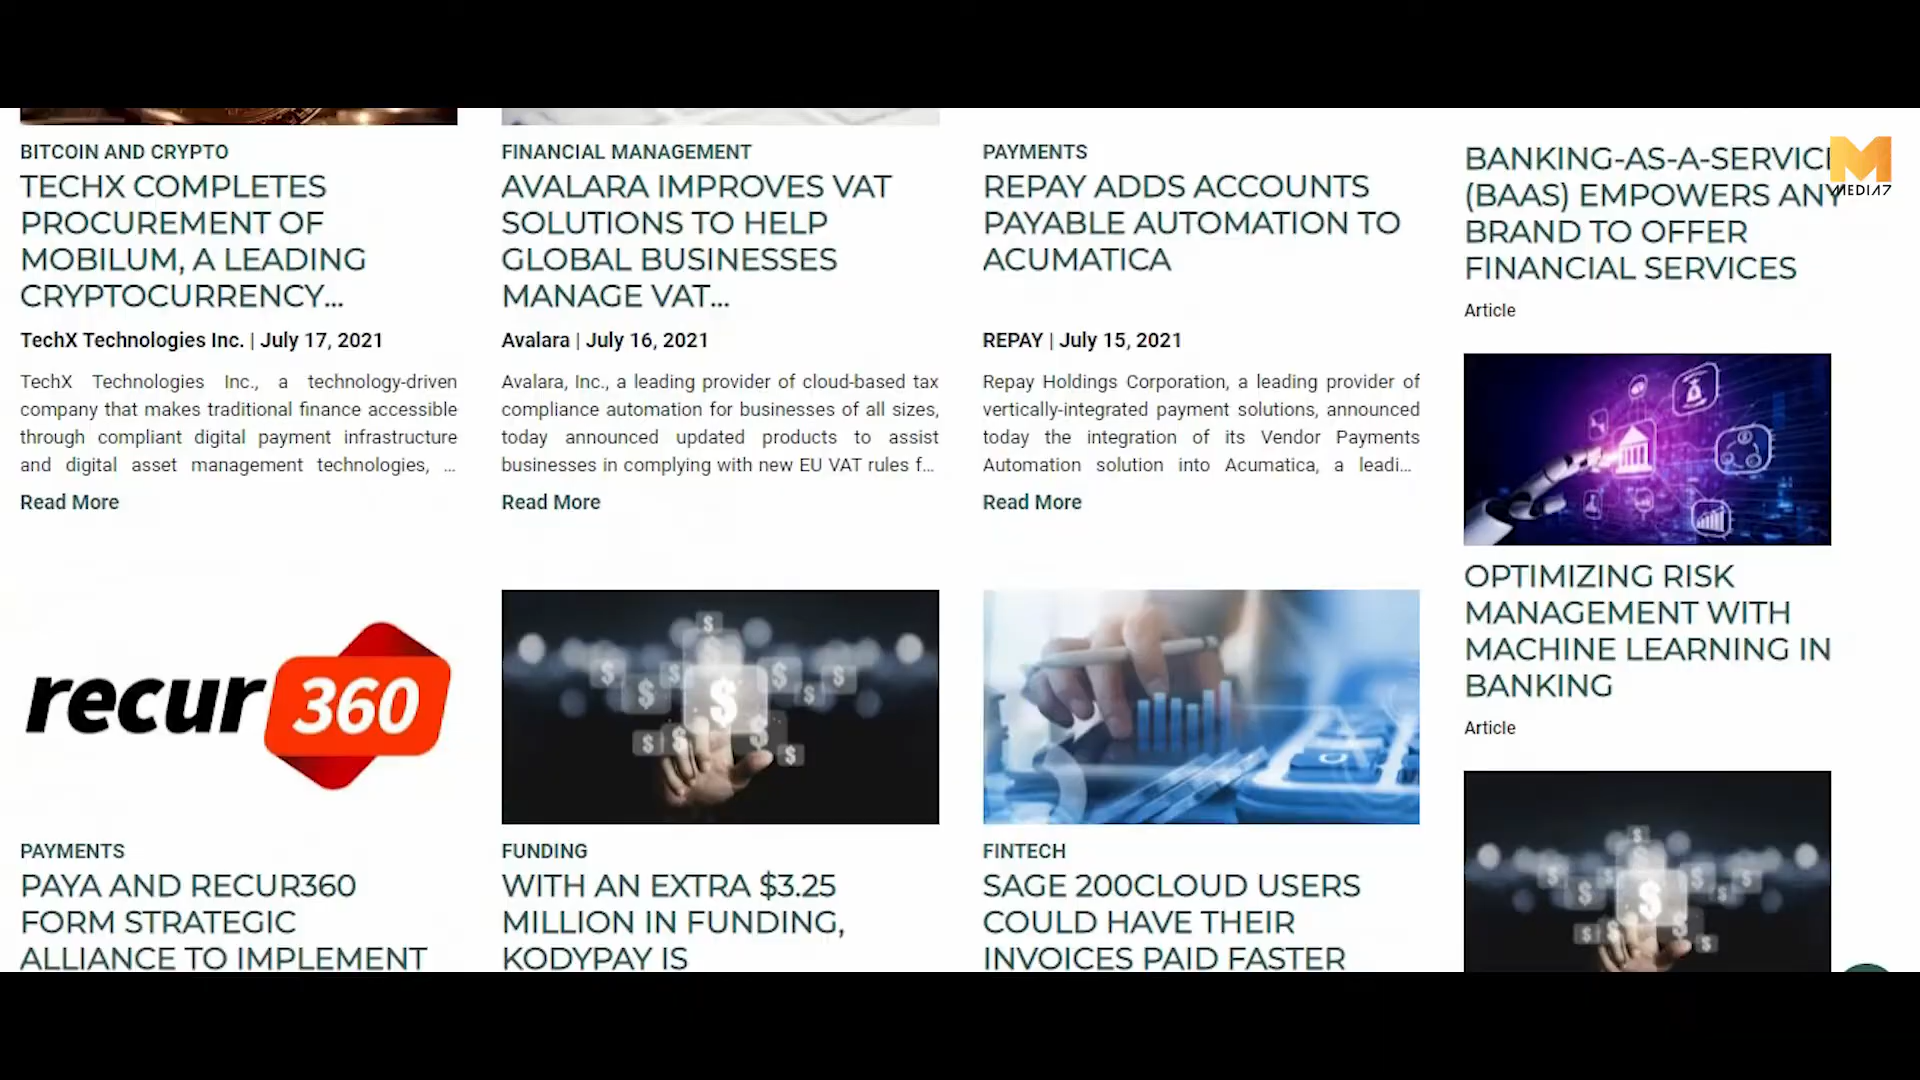 BITCOIN AND CRYPTO
TECHX COMPLETES
PROCUREMENT OF
MOBILUM, A LEADING
CRYPTOCURRENCY...
TechX Technologies Inc. | July 17, 2021
TechX Technologies Inc., a technology-driven
company that makes traditional finance accessible
through compliant digital payment infrastructure
and digital asset management technologies, ...
Read More
FINANCIAL MANAGEMENT
AVALARA IMPROVES VAT
SOLUTIONS TO HELP
GLOBAL BUSINESSES
MANAGE VAT...
Avalara | July 16, 2021
Avalara, Inc., a leading provider of cloud-based tax
compliance automation for businesses of all sizes,
today announced updated products to assist
businesses in complying with new EU VAT rules f...
Read More
PAYMENTS
REPAY ADDS ACCOUNTS
PAYABLE AUTOMATION TO
ACUMATICA
REPAY | July 15, 2021
Repay Holdings Corporation, a leading provider of
vertically-integrated payment solutions, announced
today the integration of its Vendor Payments
Automation solution into Acumatica, a leadi...
Read More
recur 360
PAYMENTS
PAYA AND RECUR360
FORM STRATEGIC
ALLIANCE TO IMPLEMENT
FUNDING
WITH AN EXTRA $3.25
MILLION IN FUNDING,
KODYPAY IS
FINTECH
SAGE 200CLOUD USERS
COULD HAVE THEIR
INVOICES PAID FASTER
BANKING-AS-A-SERVICE
(BAAS) EMPOWERS ANY
BRAND TO OFFER
FINANCIAL SERVICES
Article
OPTIMIZING RISK
MANAGEMENT WITH
MACHINE LEARNING IN
BANKING
Article
MEDIA7